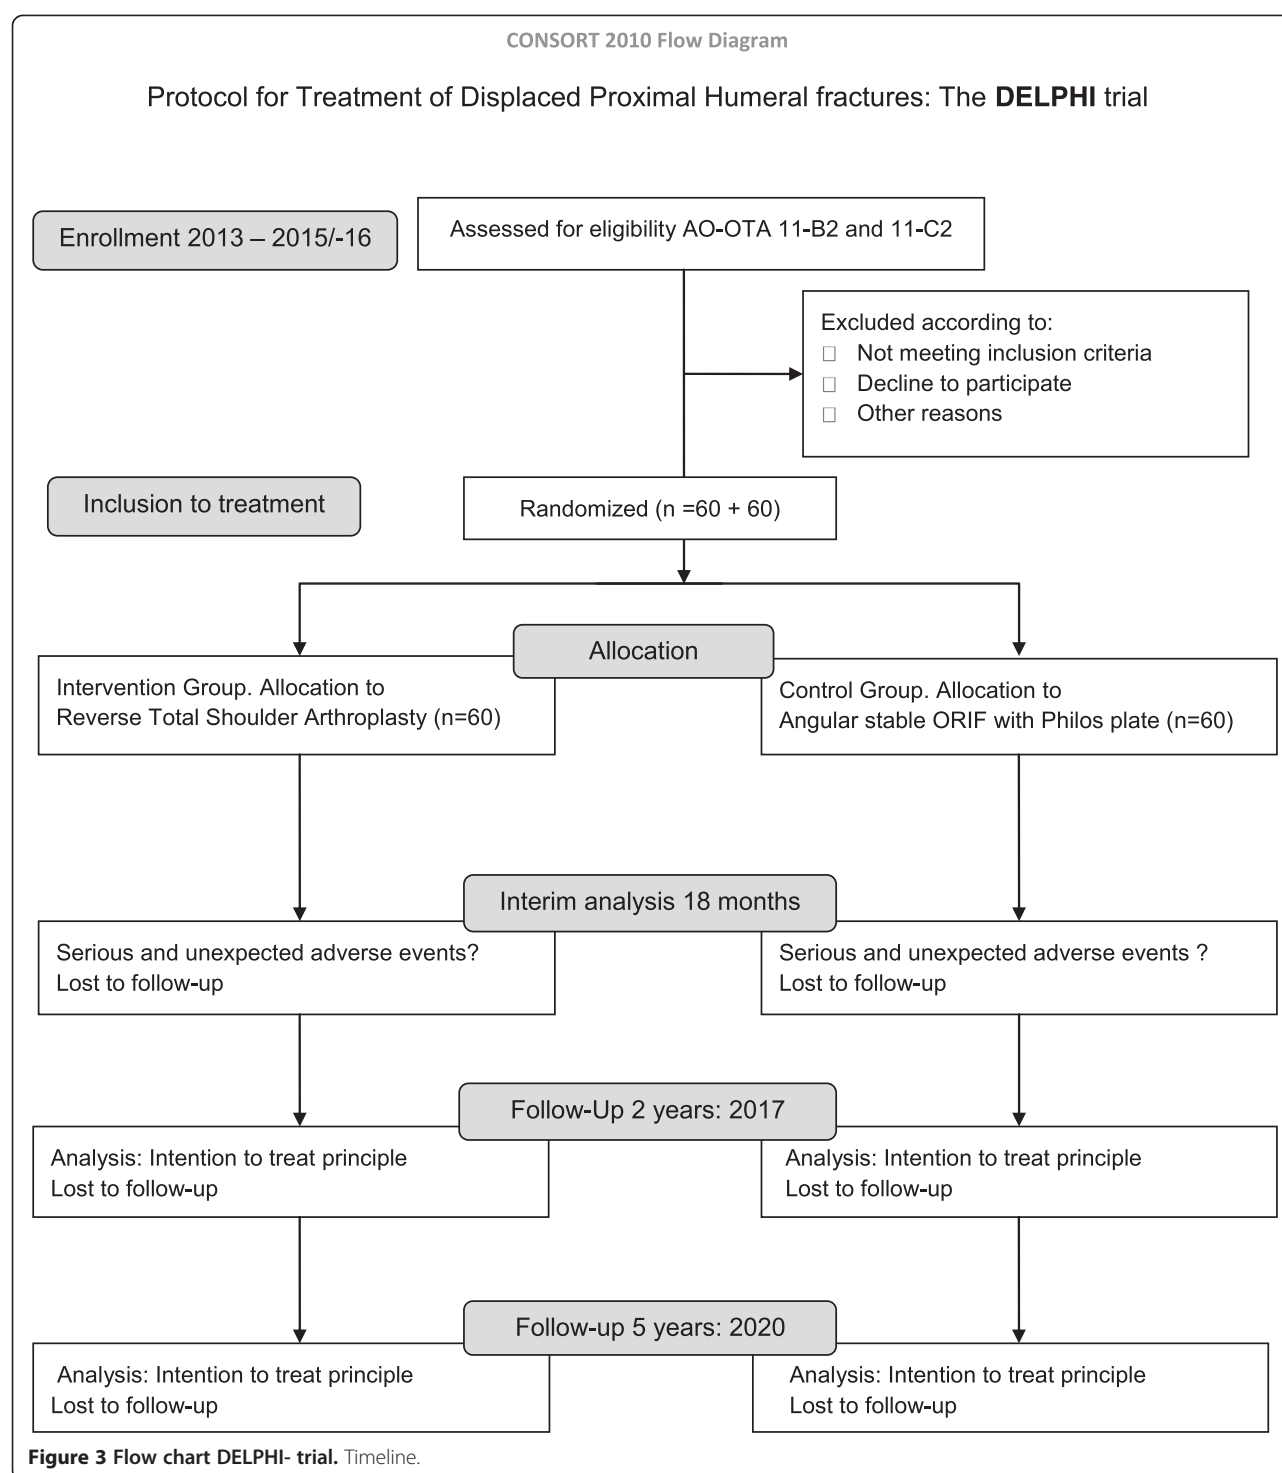 CONSORT 2010 Flow Diagram
Protocol for Treatment of Displaced Proximal Humeral fractures: The DELPHI trial
Enrollment 2013 – 2015/-16
Assessed for eligibility AO-OTA 11-B2 and 11-C2
Excluded according to:
□ Not meeting inclusion criteria
□ Decline to participate
□ Other reasons
Inclusion to treatment
Randomized (n =60 + 60)
Allocation
Intervention Group. Allocation to
Reverse Total Shoulder Arthroplasty (n=60)
Control Group. Allocation to
Angular stable ORIF with Philos plate (n=60)
Interim analysis 18 months
Serious and unexpected adverse events?
Lost to follow-up
Serious and unexpected adverse events ?
Lost to follow-up
Follow-Up 2 years: 2017
Analysis: Intention to treat principle
Lost to follow-up
Analysis: Intention to treat principle
Lost to follow-up
Follow-up 5 years: 2020
Analysis: Intention to treat principle
Lost to follow-up
Analysis: Intention to treat principle
Lost to follow-up
Figure 3 Flow chart DELPHI- trial. Timeline.